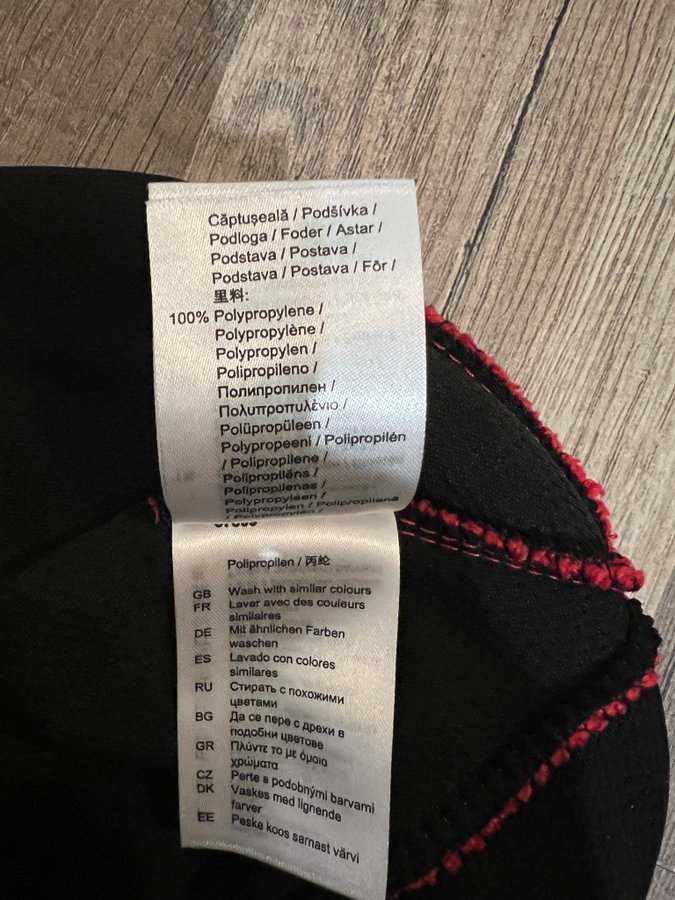 Căptuşeală / Podšívka /
Podloga / Foder / Astar /
Podstava / Postava /
Podstava / Postava / Fôr /
里料:
100% Polypropylene /
Polypropylène /
Polypropylen /
Polipropileno /
Полипропилен /
Πολυπροπυλένιο /
Polüpropüleen /
Polypropeeni / Polipropilén
/ Polipropilene /
Polipropilēns /
Polipropilenas /
Polypropyleen /
Polipropylen / Polipropilenă
/ Polypropylén /
Polipropilen / 丙纶
GB Wash with similar colours
FR Laver avec des couleurs
similaires
DE Mit ähnlichen Farben
waschen
ES Lavado con colores
similares
RU Стирать с похожими
цветами
BG Да се пере с дрехи в
подобни цветове
GR Πλύντε το με όμοια
χρώματα
CZ Perte s podobnými barvami
DK Vaskes med lignende
farver
EE Peske koos sarnast värvi